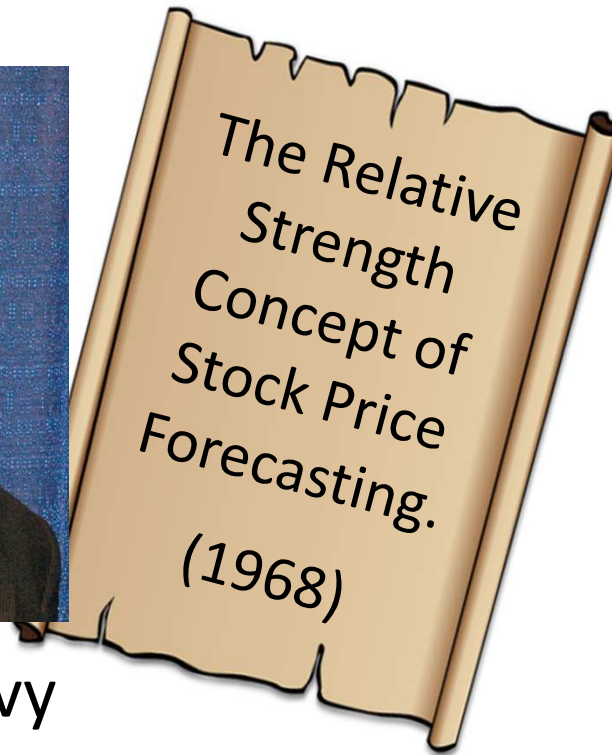 The Relative
Strength
Concept of
Stock Price
Forecasting.
(1968)